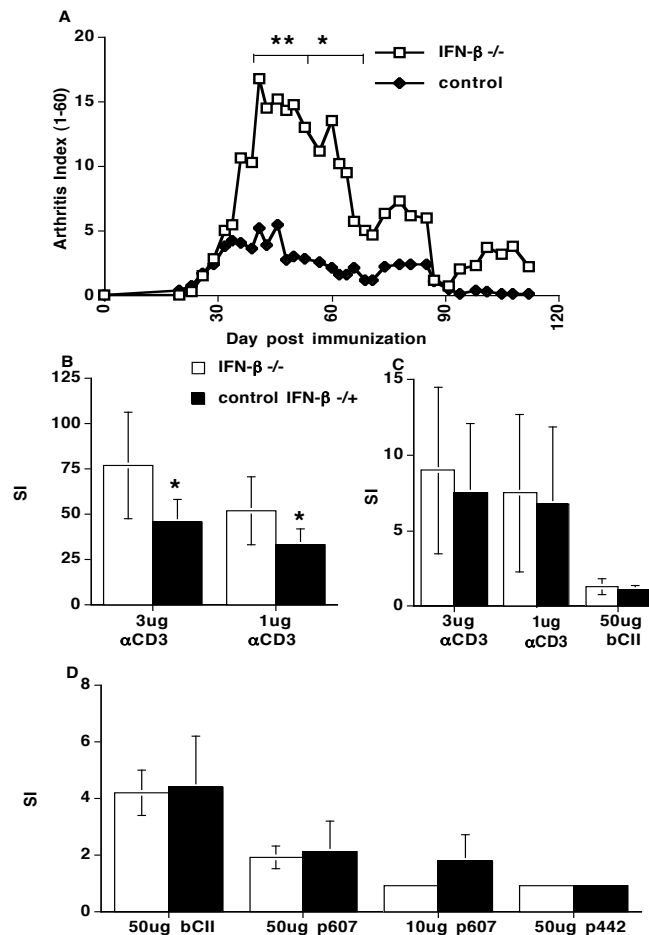 A
** *
IFN-β -/-
control
Arthritis Index (1-60)
20
15
10
5
0
0 30 60 90 120
Day post immunization
B
IFN-β -/-
control IFN-β -/+
SI
125
100
75
50
25
0
*
*
3ug
αCD3
1ug
αCD3
C
SI
15
10
5
0
3ug
αCD3
1ug
αCD3
50ug
bCII
D
SI
8
6
4
2
0
50ug bCII 50ug p607 10ug p607 50ug p442